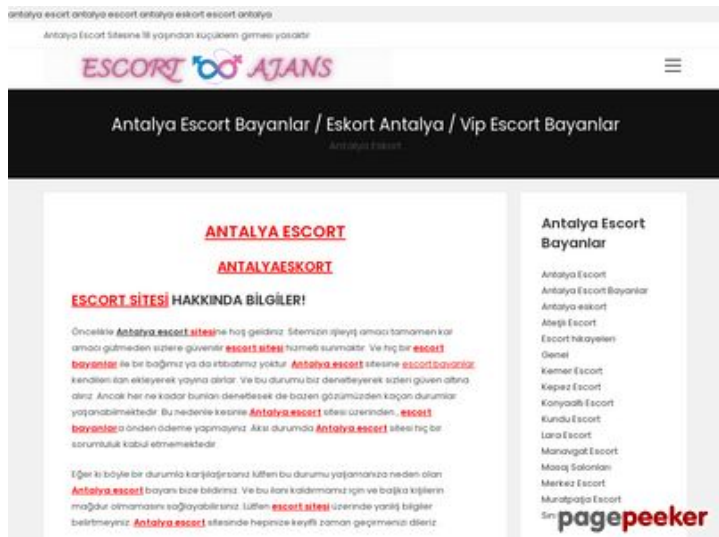 antalya escort antalya escort antalya eskort escort antalya
Antalya Escort Sitesine 18 yaşından küçüklerin girmesi yasaktır
ESCORT AJANS
Antalya Escort Bayanlar / Eskort Antalya / Vip Escort Bayanlar
Antalya Eskort
ANTALYA ESCORT
ANTALYAESKORT
ESCORT SİTESİ HAKKINDA BİLGİLER!
Öncelikle Antalya escort sitesine hoş geldiniz. Sitemizin işleyiş amacı tamamen kar
amacı gütmeden sizlere güvenilir escort sitesi hizmeti sunmaktır. Ve hiç bir escort
bayanlar ile bir bağımız ya da irtibatımız yoktur. Antalya escort sitesine escort bayanlar
kendileri ilan ekleyerek yayına alırlar. Ve bu durumu biz denetleyerek sizleri güven altına
alırız. Ancak her ne kadar bunları denetlesek de bazen gözümüzden kaçan durumlar
yaşanabilmektedir. Bu nedenle kesinle Antalya escort sitesi üzerinden , escort
bayanlara önden ödeme yapmayınız. Aksi durumda Antalya escort sitesi hiç bir
sorumluluk kabul etmemektedir.
Eğer ki böyle bir durumla karşılaşırsanız lütfen bu durumu yaşamanıza neden olan
Antalya escort bayanı bize bildiriniz. Ve bu ilanı kaldırmamız için ve başka kişilerin
mağdur olmamasını sağlayabilirsiniz. Lütfen escort sitesi üzerinde yanlış bilgiler
belirtmeyiniz. Antalya escort sitesinde hepinize keyifli zaman geçirmenizi dileriz.
Antalya Escort
Bayanlar
Antalya Escort
Antalya Escort Bayanlar
Antalya eskort
Ateşli Escort
Escort hikayeleri
Genel
Kemer Escort
Kepez Escort
Konyaaltı Escort
Kundu Escort
Lara Escort
Manavgat Escort
Masaj Salonları
Merkez Escort
Muratpaşa Escort
pagepeeker